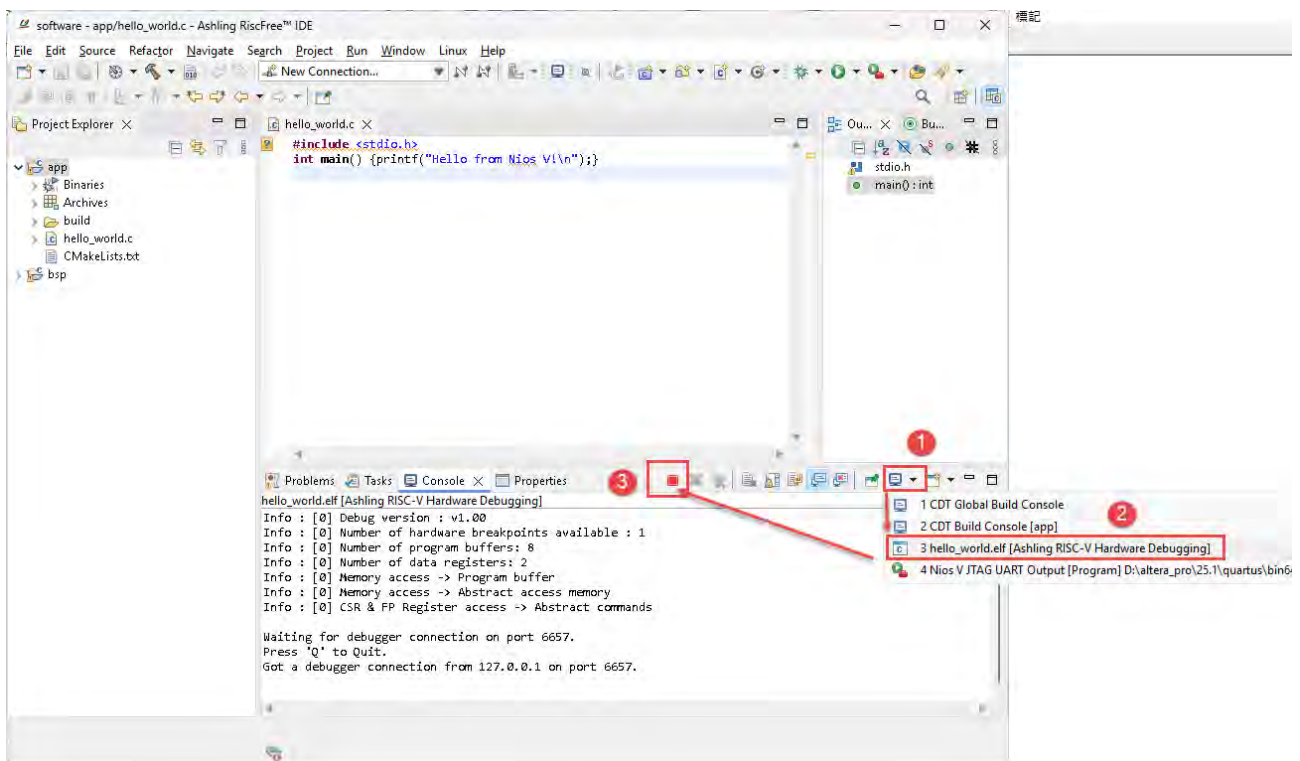 software - app/hello_world.c - Ashling RiscFree™ IDE
標記
File Edit Source Refactor Navigate Search Project Run Window Linux Help
New Connection...
Project Explorer
hello_world.c
Ou...
Bu...
#include <stdio.h>
int main() {printf("Hello from Nios V!\n");}
app
Binaries
Archives
build
hello_world.c
CMakeLists.txt
bsp
stdio.h
main() : int
1
Problems Tasks Console Properties
3
hello_world.elf [Ashling RISC-V Hardware Debugging]
Info : [0] Debug version : v1.00
Info : [0] Number of hardware breakpoints available : 1
Info : [0] Number of program buffers: 8
Info : [0] Number of data registers: 2
Info : [0] Memory access -> Program buffer
Info : [0] Memory access -> Abstract access memory
Info : [0] CSR & FP Register access -> Abstract commands
Waiting for debugger connection on port 6657.
Press 'Q' to Quit.
Got a debugger connection from 127.0.0.1 on port 6657.
1 CDT Global Build Console
2
2 CDT Build Console [app]
3 hello_world.elf [Ashling RISC-V Hardware Debugging]
4 Nios V JTAG UART Output [Program] D:\altera_pro\25.1\quartus\bin64